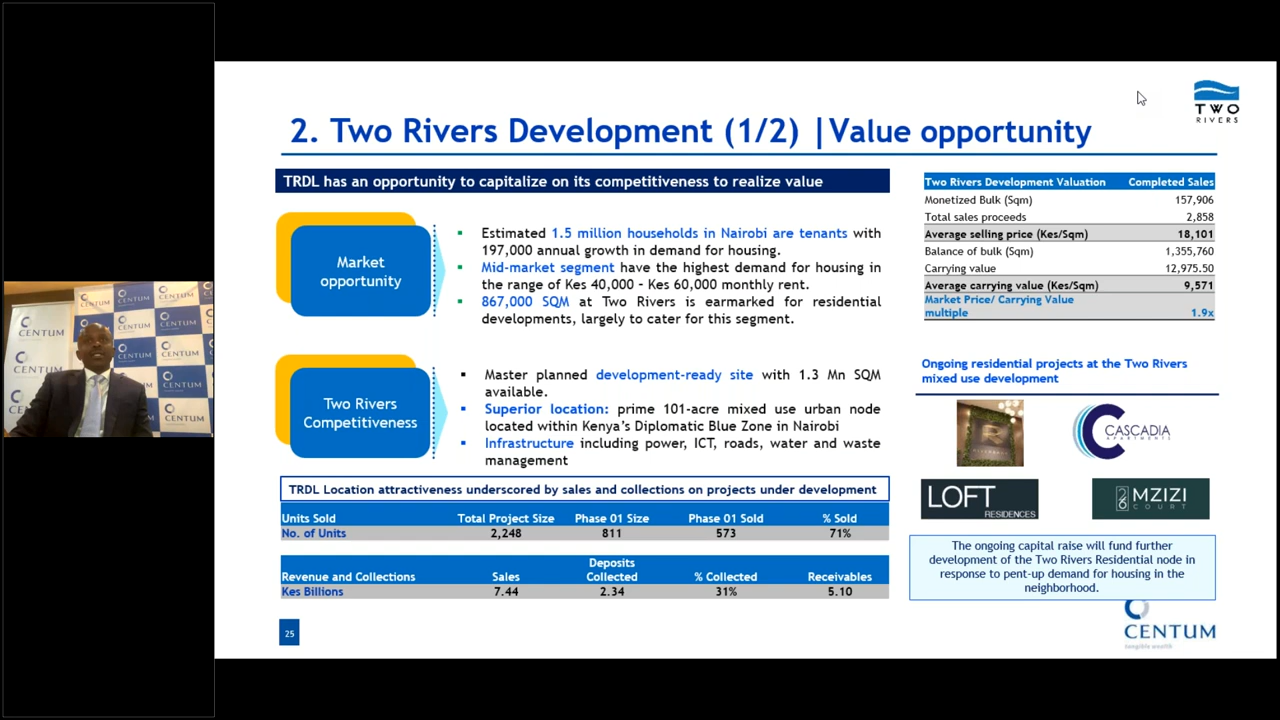 TWO
RIVERS
2. Two Rivers Development (1/2) |Value opportunity
TRDL has an opportunity to capitalize on its competitiveness to realize value
Market
opportunity
Estimated 1.5 million households in Nairobi are tenants with
197,000 annual growth in demand for housing.
Mid-market segment have the highest demand for housing in
the range of Kes 40,000 – Kes 60,000 monthly rent.
867,000 SQM at Two Rivers is earmarked for residential
developments, largely to cater for this segment.
Two Rivers
Competitiveness
Master planned development-ready site with 1.3 Mn SQM
available.
Superior location: prime 101-acre mixed use urban node
located within Kenya's Diplomatic Blue Zone in Nairobi
Infrastructure including power, ICT, roads, water and waste
management
TRDL Location attractiveness underscored by sales and collections on projects under development
Units Sold Total Project Size Phase 01 Size Phase 01 Sold % Sold
No. of Units 2,248 811 573 71%
Revenue and Collections Sales Deposits Collected % Collected Receivables
Kes Billions 7.44 2.34 31% 5.10
Two Rivers Development Valuation Completed Sales
Monetized Bulk (Sqm) 157,906
Total sales proceeds 2,858
Average selling price (Kes/Sqm) 18,101
Balance of bulk (Sqm) 1,355,760
Carrying value 12,975.50
Average carrying value (Kes/Sqm) 9,571
Market Price/ Carrying Value
multiple 1.9x
Ongoing residential projects at the Two Rivers
mixed use development
CASCADIA
APARTMENTS
LOFT
RESIDENCES
26
MZIZI
COURT
The ongoing capital raise will fund further
development of the Two Rivers Residential node in
response to pent-up demand for housing in the
neighborhood.
25
CENTUM
tangible wealth
CENTUM
CENTUM
CENTUM
CENTUM
CENTUM